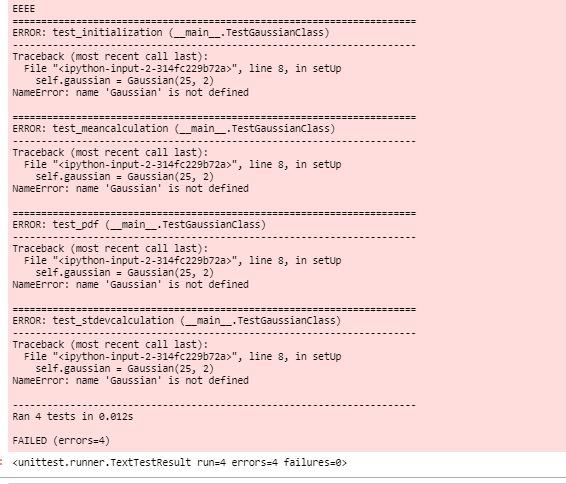 EEEE
======================================================================
ERROR: test_initialization (__main__.TestGaussianClass)
----------------------------------------------------------------------
Traceback (most recent call last):
  File "<ipython-input-2-314fc229b72a>", line 8, in setUp
    self.gaussian = Gaussian(25, 2)
NameError: name 'Gaussian' is not defined

======================================================================
ERROR: test_meancalculation (__main__.TestGaussianClass)
----------------------------------------------------------------------
Traceback (most recent call last):
  File "<ipython-input-2-314fc229b72a>", line 8, in setUp
    self.gaussian = Gaussian(25, 2)
NameError: name 'Gaussian' is not defined

======================================================================
ERROR: test_pdf (__main__.TestGaussianClass)
----------------------------------------------------------------------
Traceback (most recent call last):
  File "<ipython-input-2-314fc229b72a>", line 8, in setUp
    self.gaussian = Gaussian(25, 2)
NameError: name 'Gaussian' is not defined

======================================================================
ERROR: test_stdevcalculation (__main__.TestGaussianClass)
----------------------------------------------------------------------
Traceback (most recent call last):
  File "<ipython-input-2-314fc229b72a>", line 8, in setUp
    self.gaussian = Gaussian(25, 2)
NameError: name 'Gaussian' is not defined

----------------------------------------------------------------------
Ran 4 tests in 0.012s

FAILED (errors=4)
<unittest.runner.TextTestResult run=4 errors=4 failures=0>